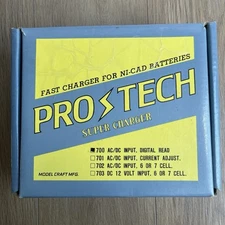 FAST CHARGER FOR NI-CAD BATTERIES
PRO TECH
SUPER CHARGER
700 AC/DC INPUT, DIGITAL READ
701 AC/DC INPUT, CURRENT ADJUST.
702 AC/DC INPUT, 6 OR 7 CELL.
703 DC 12 VOLT INPUT, 6 OR 7 CELL.
MODEL CRAFT MFG.